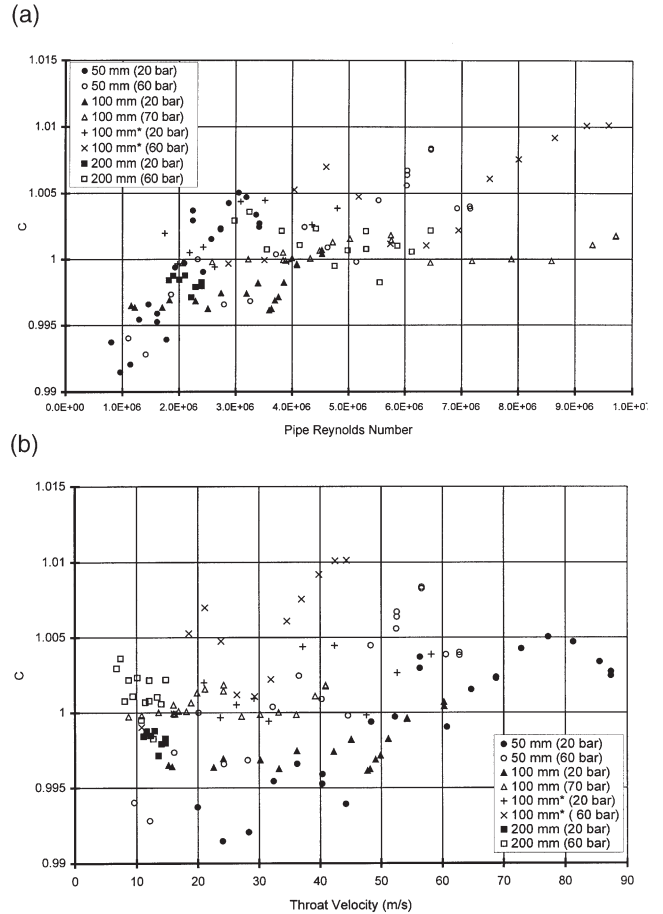 (a)
1.015
1.01
1.005
1
0.995
0.99
C
50 mm (20 bar)
50 mm (60 bar)
100 mm (20 bar)
100 mm (70 bar)
100 mm* (20 bar)
100 mm* (60 bar)
200 mm (20 bar)
200 mm (60 bar)
0.0E+00 1.0E+06 2.0E+06 3.0E+06 4.0E+06 5.0E+06 6.0E+06 7.0E+06 8.0E+06 9.0E+06 1.0E+07
Pipe Reynolds Number
(b)
1.015
1.01
1.005
1
0.995
0.99
C
50 mm (20 bar)
50 mm (60 bar)
100 mm (20 bar)
100 mm (70 bar)
100 mm* (20 bar)
100 mm* ( 60 bar)
200 mm (20 bar)
200 mm (60 bar)
0 10 20 30 40 50 60 70 80 90
Throat Velocity (m/s)